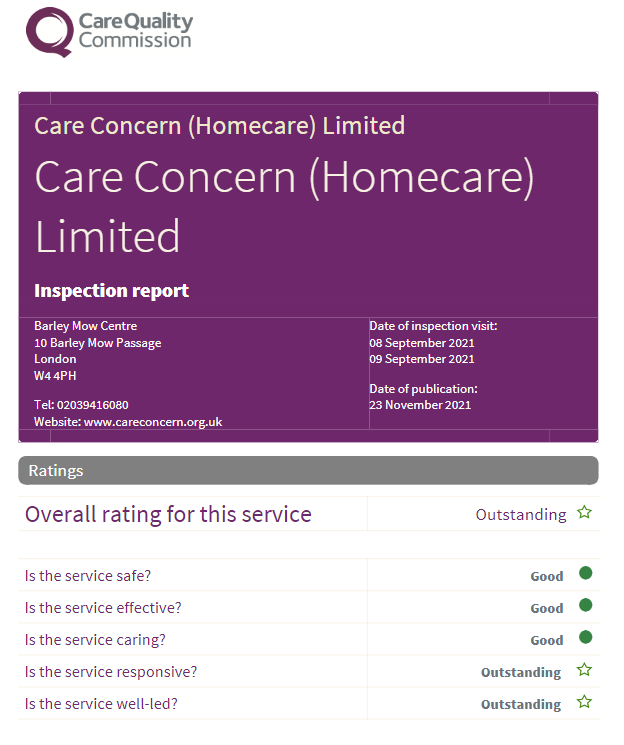 CareQuality
Commission
Care Concern (Homecare) Limited
Care Concern (Homecare)
Limited
Inspection report
Barley Mow Centre
10 Barley Mow Passage
London
W4 4PH
Tel: 02039416080
Website: www.careconcern.org.uk
Date of inspection visit:
08 September 2021
09 September 2021
Date of publication:
23 November 2021
Ratings
Overall rating for this service Outstanding
Is the service safe? Good
Is the service effective? Good
Is the service caring? Good
Is the service responsive? Outstanding
Is the service well-led? Outstanding